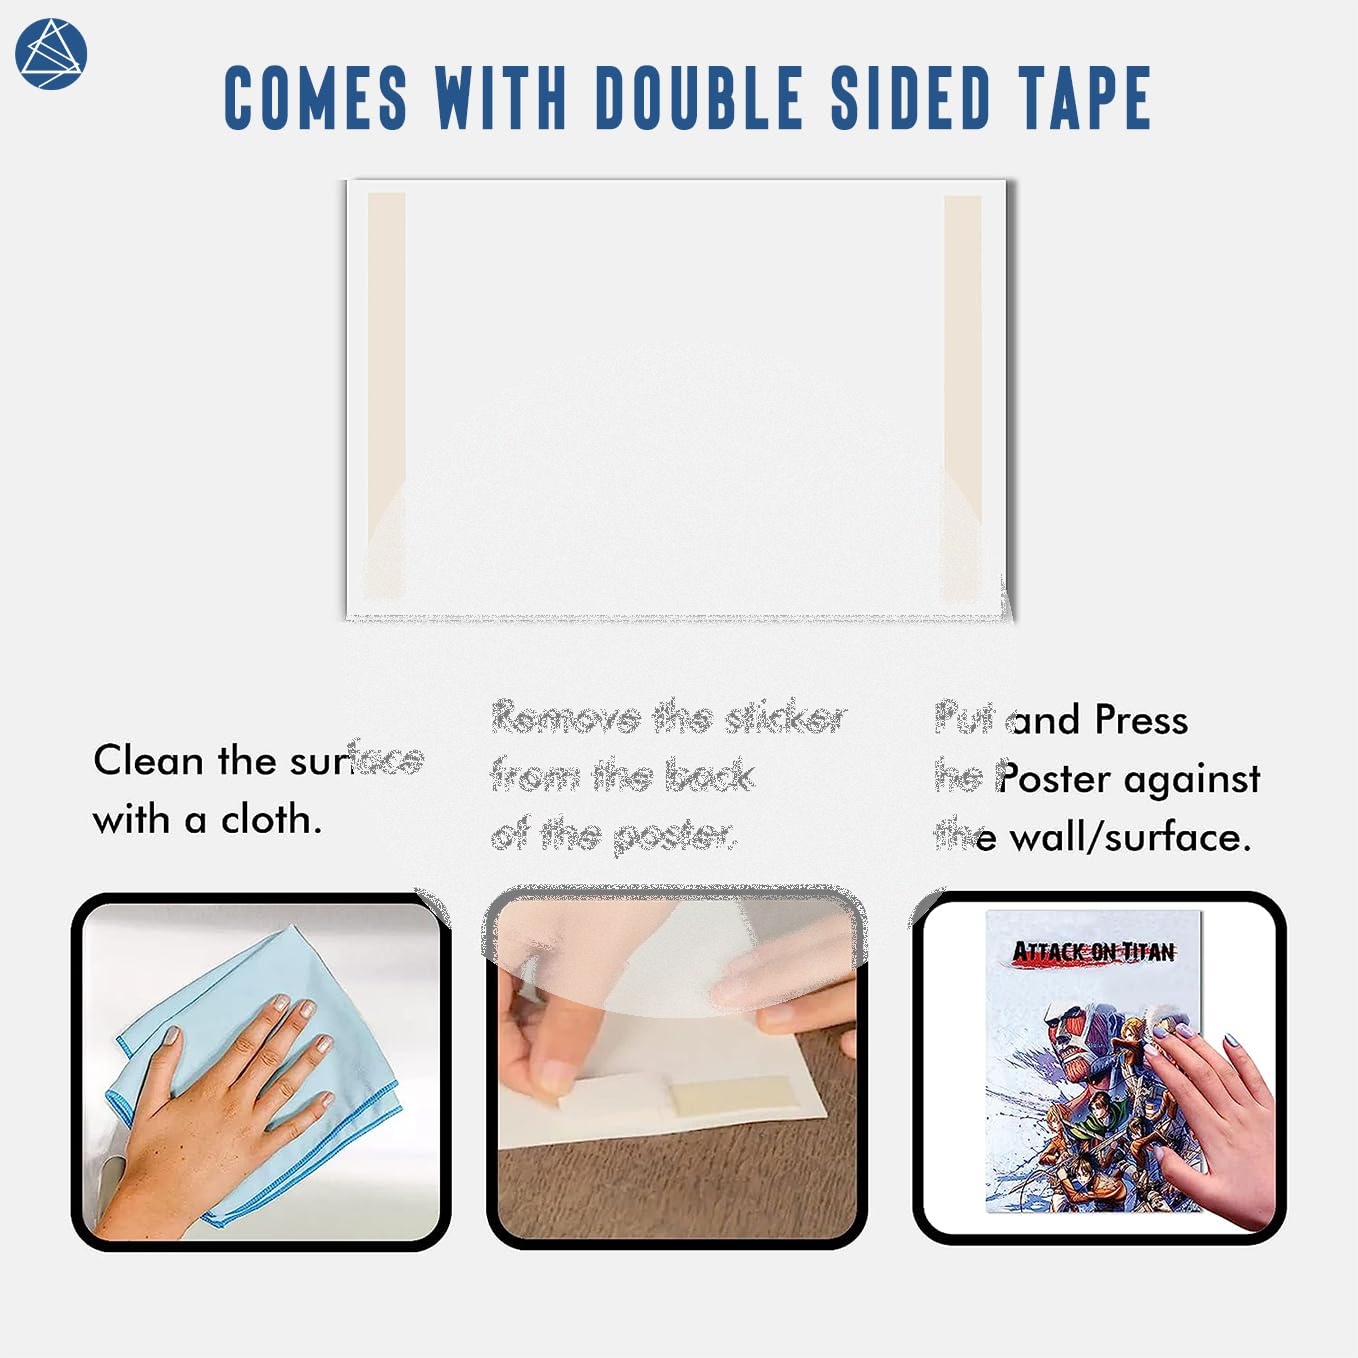 COMES WITH DOUBLE SIDED TAPE
Clean the surface
with a cloth.
Remove the sticker
from the back
of the poster.
Put and Press
the Poster against
the wall/surface.
ATTACK ON TITAN